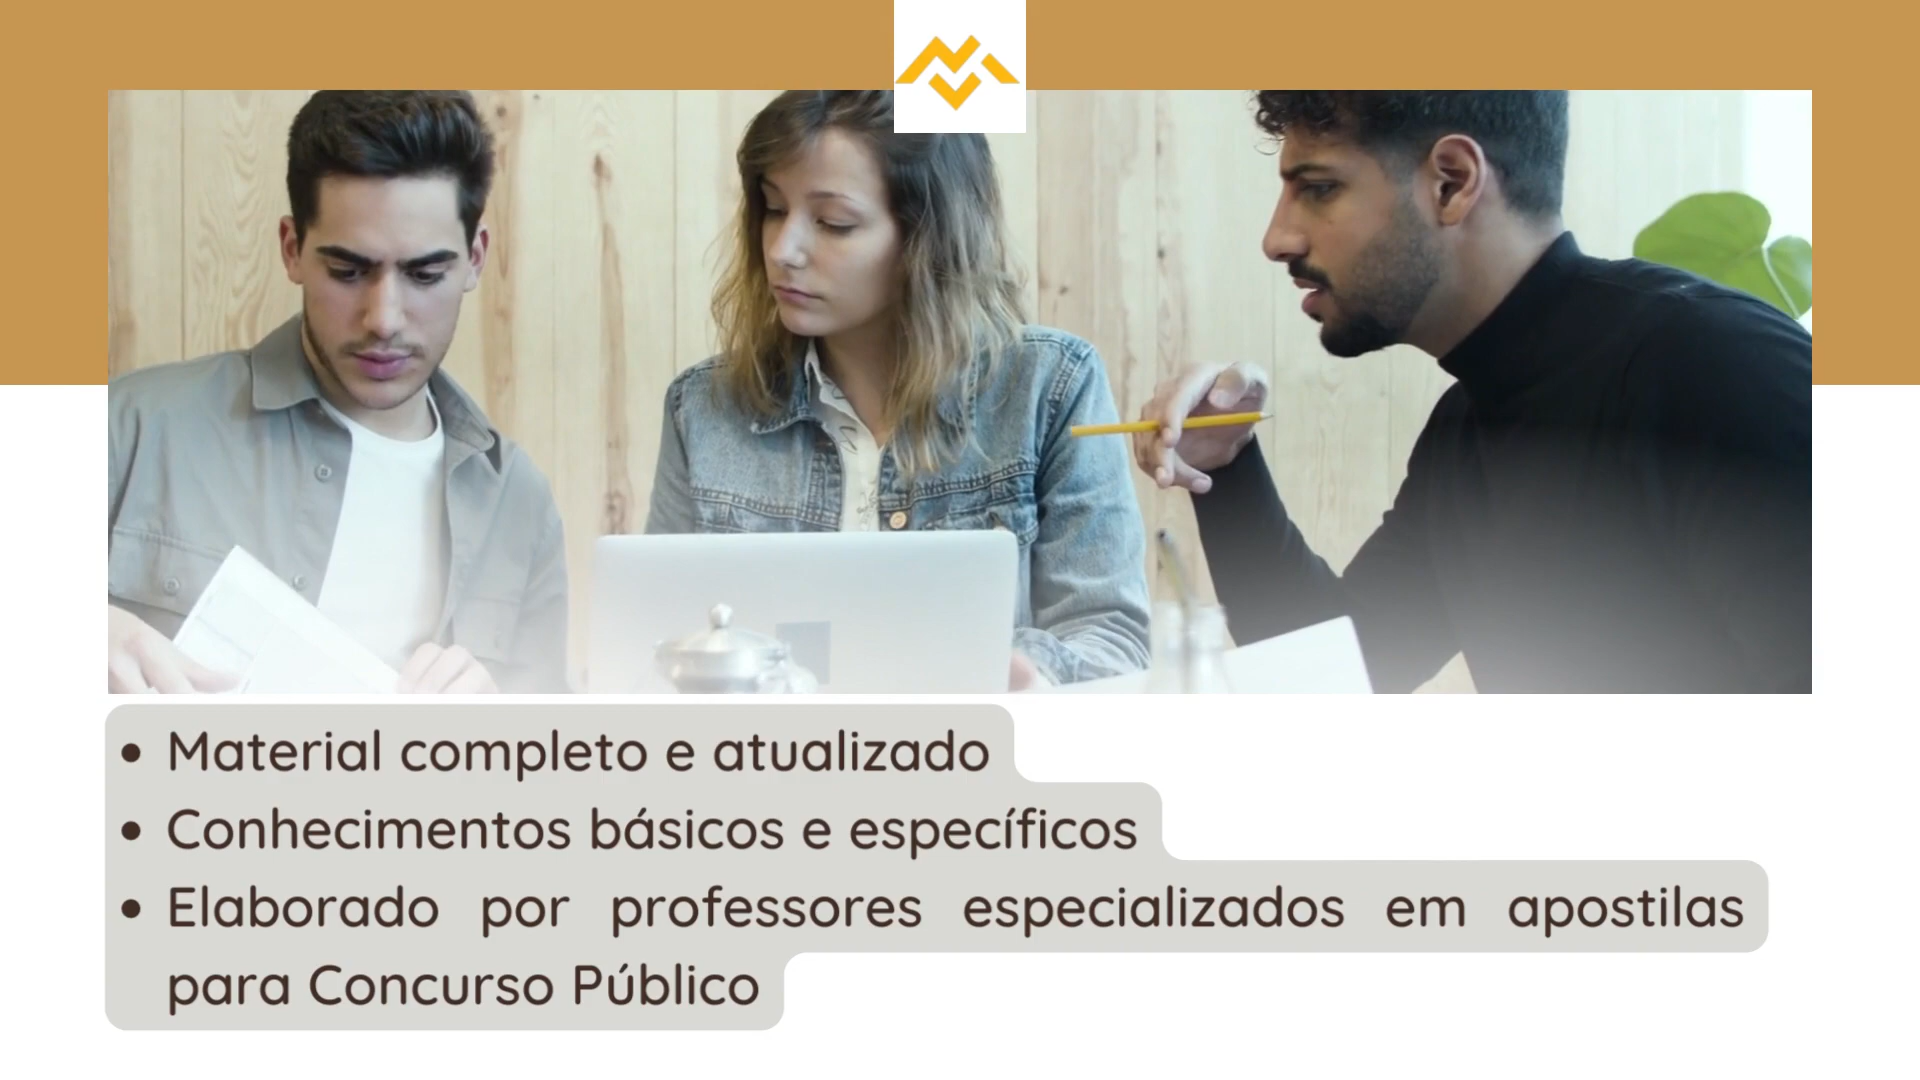 • Material completo e atualizado
• Conhecimentos básicos e específicos
• Elaborado por professores especializados em apostilas
para Concurso Público